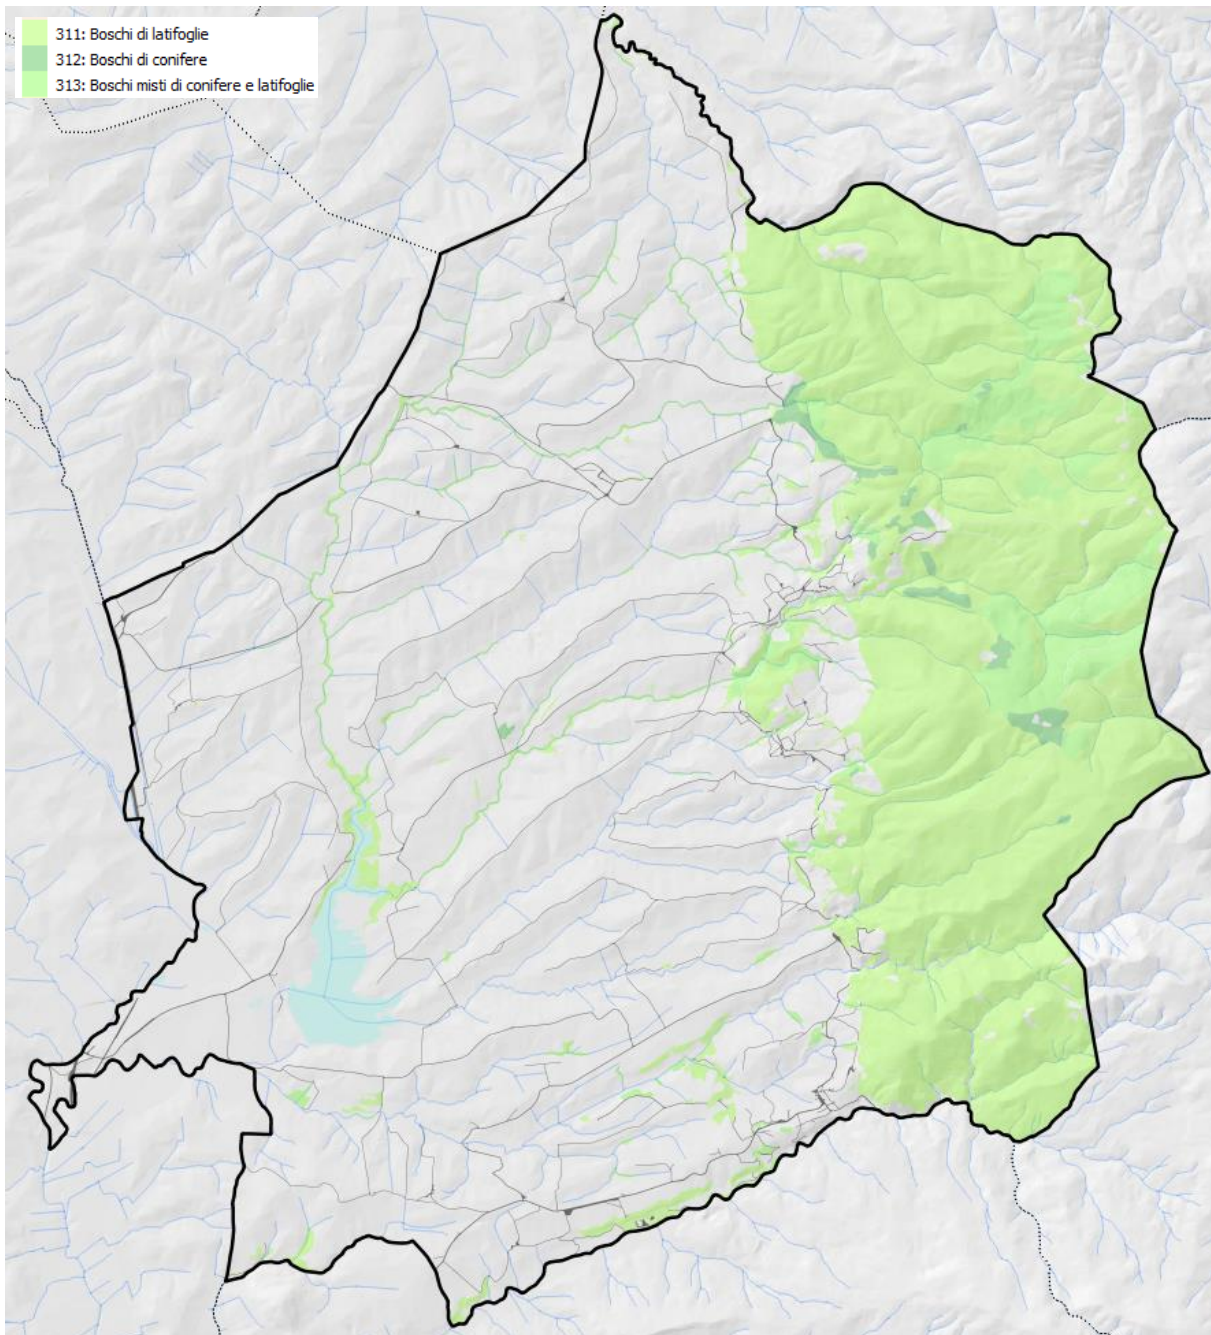 311: Boschi di latifoglie
312: Boschi di conifere
313: Boschi misti di conifere e latifoglie